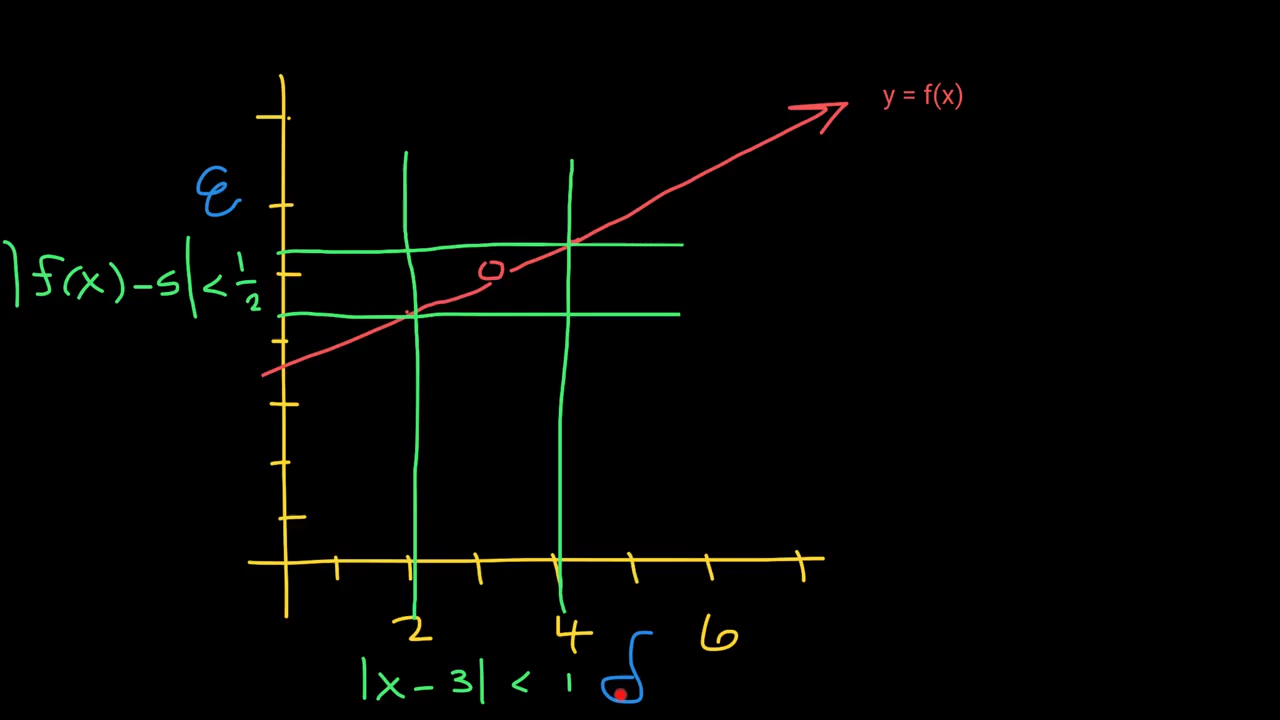 y = f(x)
ε
|f(x) - 5| < 1/2
2 4 6
|x - 3| < 1 δ